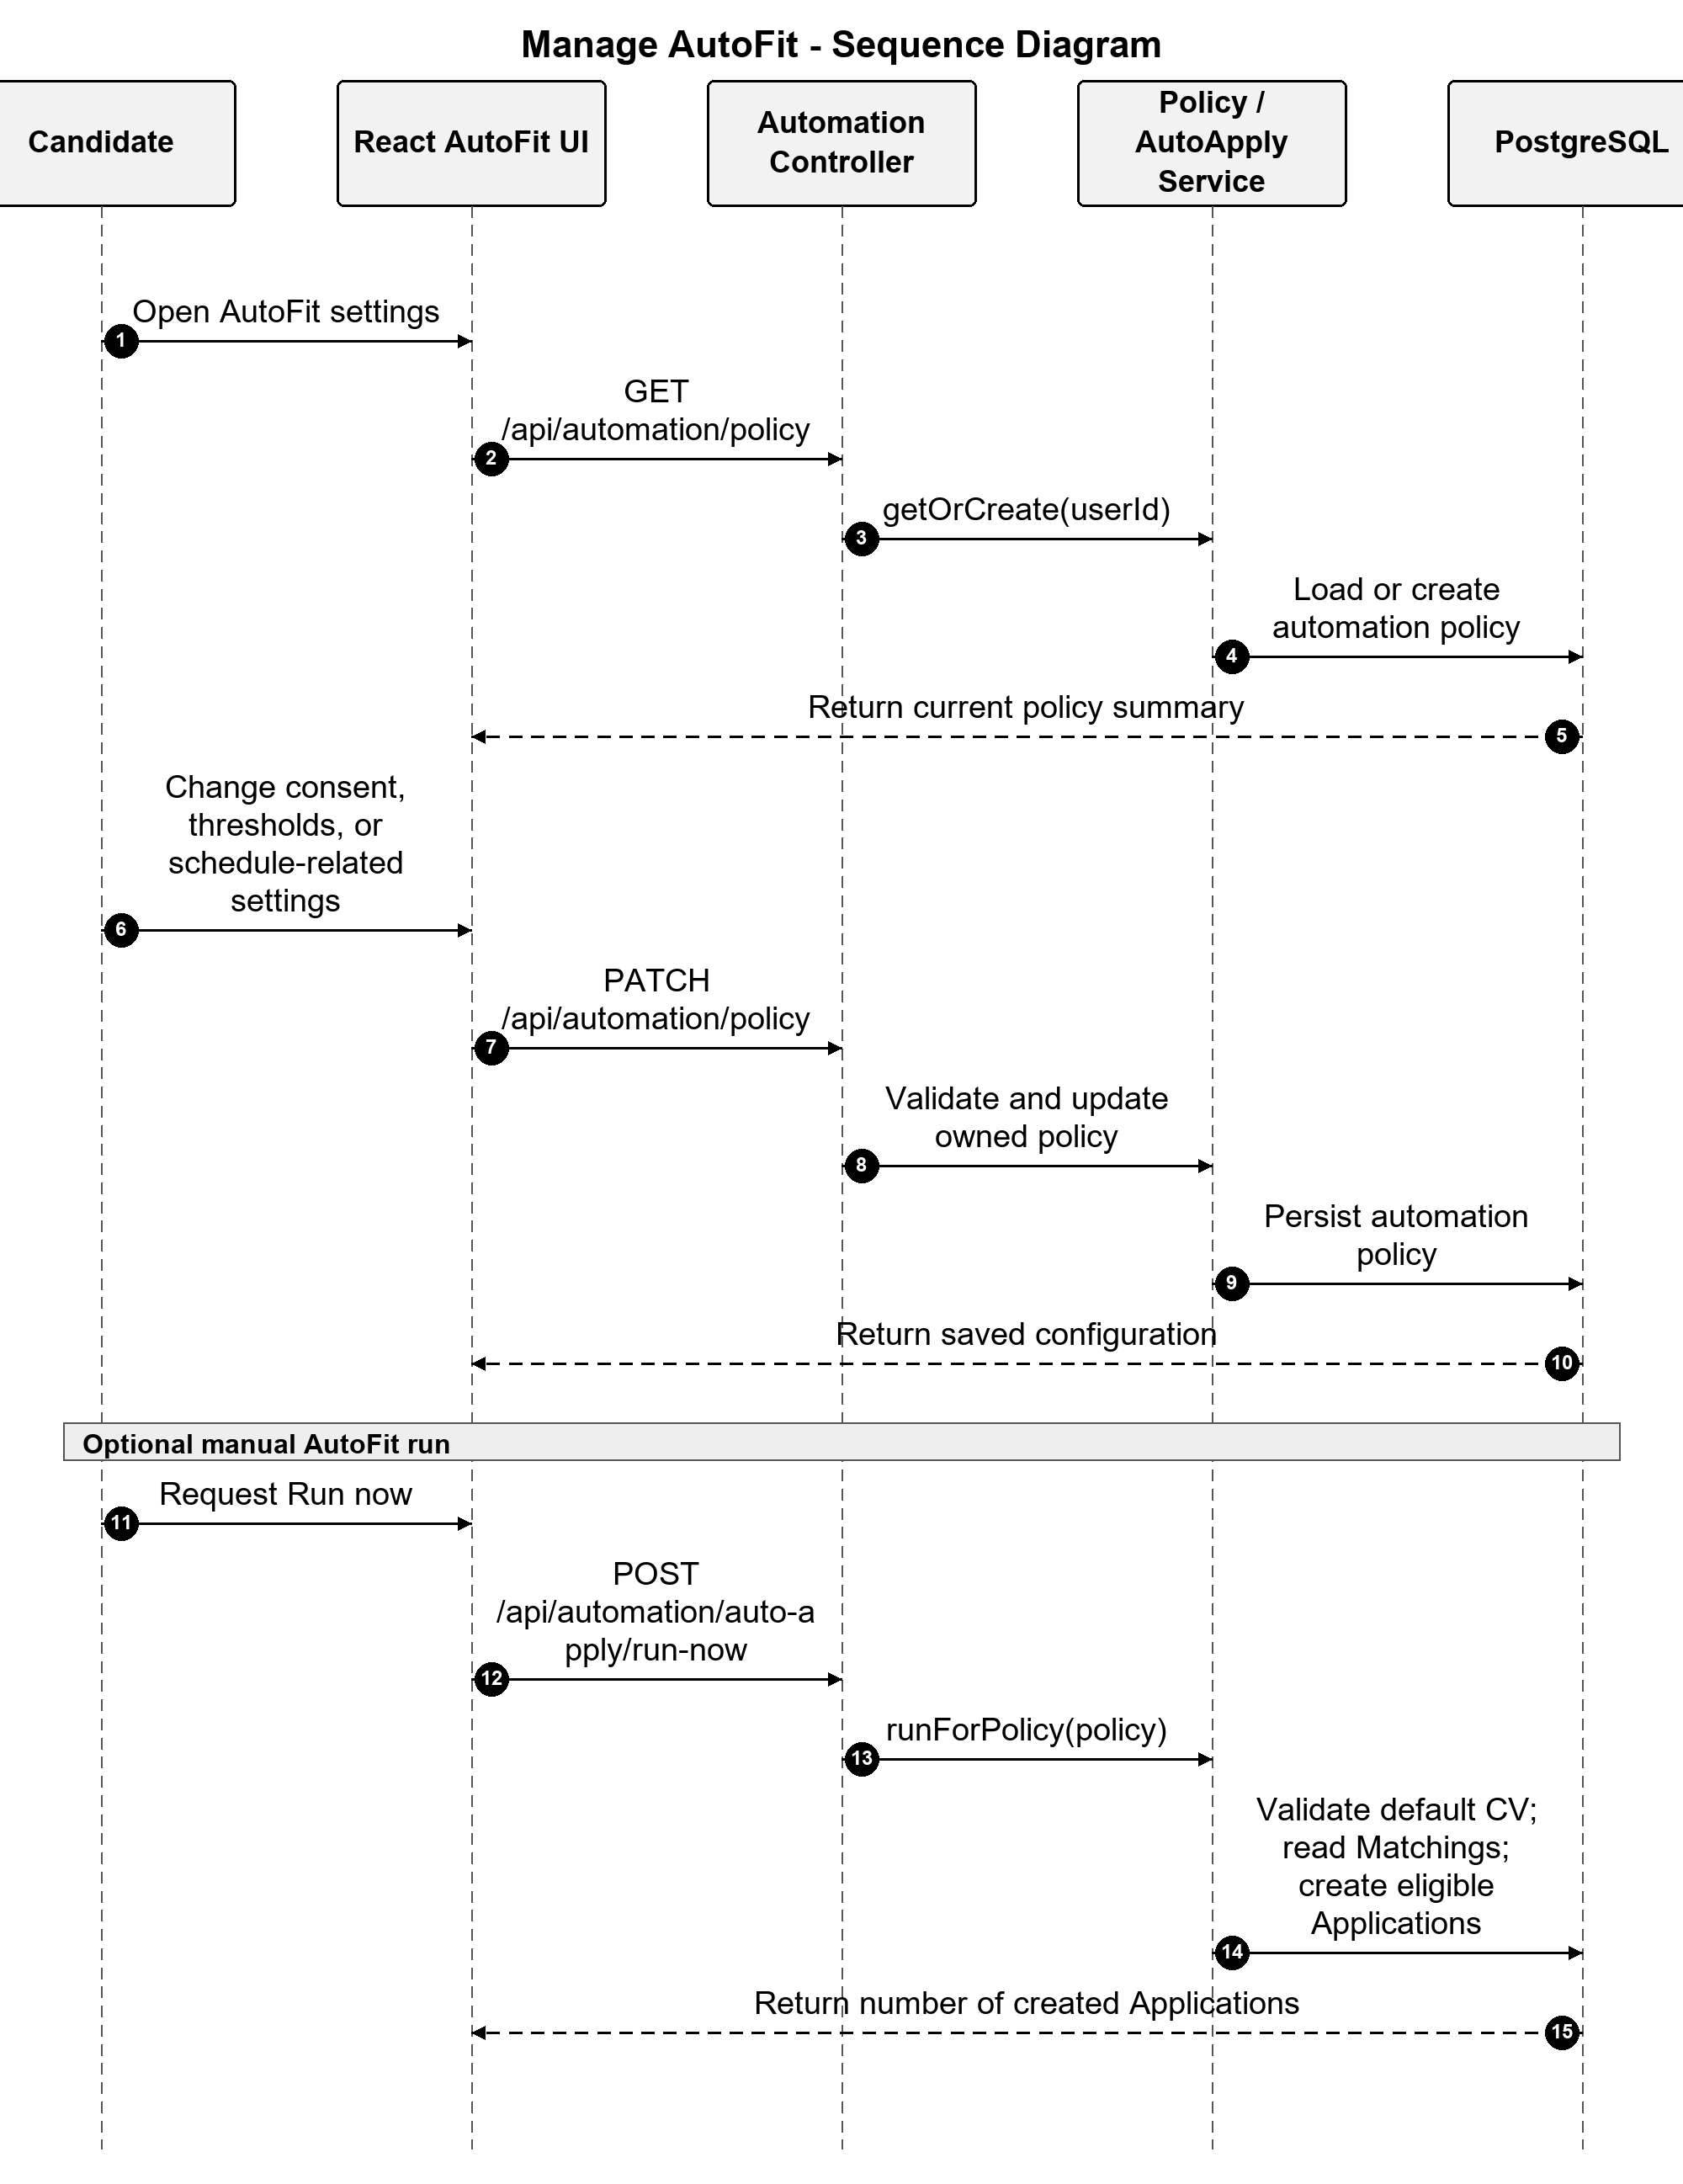 Manage AutoFit - Sequence Diagram
Candidate
React AutoFit UI
Automation
Controller
Policy /
AutoApply
Service
PostgreSQL
Open AutoFit settings
1
GET
/api/automation/policy
2
getOrCreate(userId)
3
Load or create
automation policy
4
Return current policy summary
5
Change consent,
thresholds, or
schedule-related
settings
6
PATCH
/api/automation/policy
7
Validate and update
owned policy
8
Persist automation
policy
9
Return saved configuration
10
Optional manual AutoFit run
Request Run now
11
POST
/api/automation/auto-a
pply/run-now
12
runForPolicy(policy)
13
Validate default CV;
read Matchings;
create eligible
Applications
14
Return number of created Applications
15